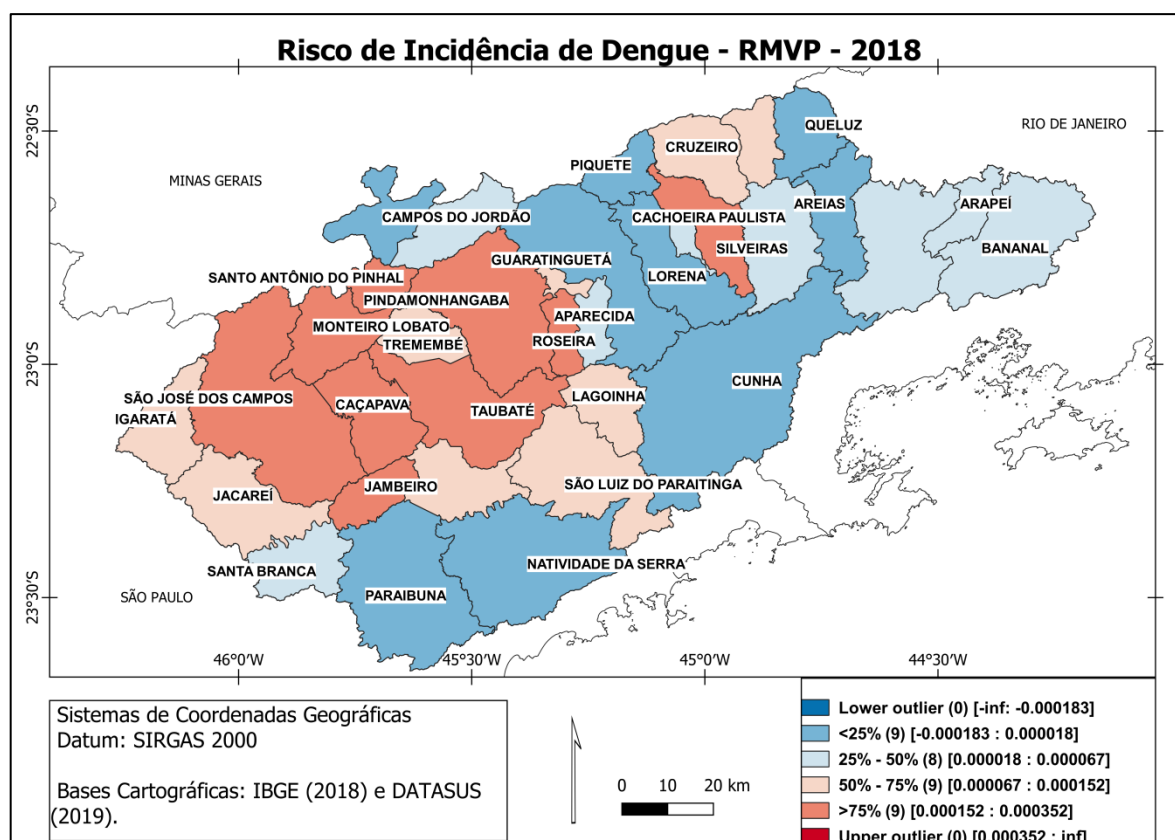 Risco de Incidência de Dengue - RMVP - 2018
22°30'S
23°00'S
23°30'S
MINAS GERAIS
RIO DE JANEIRO
SÃO PAULO
QUELUZ
CRUZEIRO
PIQUETE
CAMPOS DO JORDÃO
CACHOEIRA PAULISTA
AREIAS
ARAPEÍ
SILVEIRAS
BANANAL
GUARATINGUETÁ
LORENA
SANTO ANTÔNIO DO PINHAL
PINDAMONHANGABA
APARECIDA
MONTEIRO LOBATO
TREMEMBÉ
ROSEIRA
CUNHA
SÃO JOSÉ DOS CAMPOS
CAÇAPAVA
TAUBATÉ
LAGOINHA
IGARATÁ
JACAREÍ
JAMBEIRO
SÃO LUIZ DO PARAITINGA
SANTA BRANCA
NATIVIDADE DA SERRA
PARAIBUNA
46°0'W
45°30'W
45°0'W
44°30'W
Sistemas de Coordenadas Geográficas
Datum: SIRGAS 2000
Bases Cartográficas: IBGE (2018) e DATASUS
(2019).
0 10 20 km
Lower outlier (0) [-inf: -0.000183]
<25% (9) [-0.000183 : 0.000018]
25% - 50% (8) [0.000018 : 0.000067]
50% - 75% (9) [0.000067 : 0.000152]
>75% (9) [0.000152 : 0.000352]
Upper outlier (0) [0.000352 : inf]